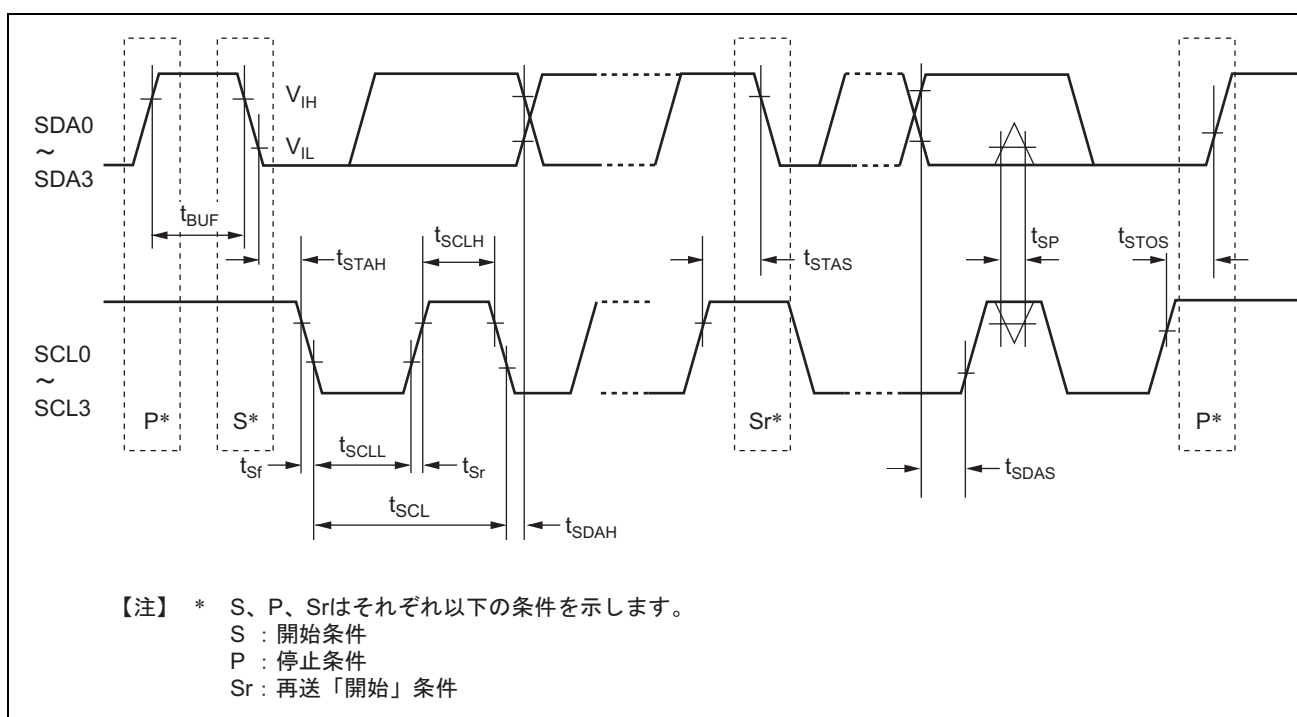 V_IH
SDA0
~
SDA3
V_IL
t_BUF
t_SCLH
t_SP
t_STOS
t_STAH
t_STAS
SCL0
~
SCL3
P*
S*
Sr*
P*
t_SCLL
t_Sf
t_Sr
t_SDAS
t_SCL
t_SDAH
【注】 * S、P、Srはそれぞれ以下の条件を示します。
S :開始条件
P :停止条件
Sr:再送「開始」条件